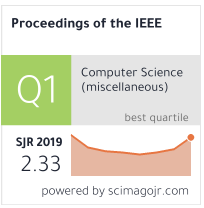 Proceedings of the IEEE
Q1
Computer Science
(miscellaneous)
best quartile
SJR 2019
2.33
powered by scimagojr.com